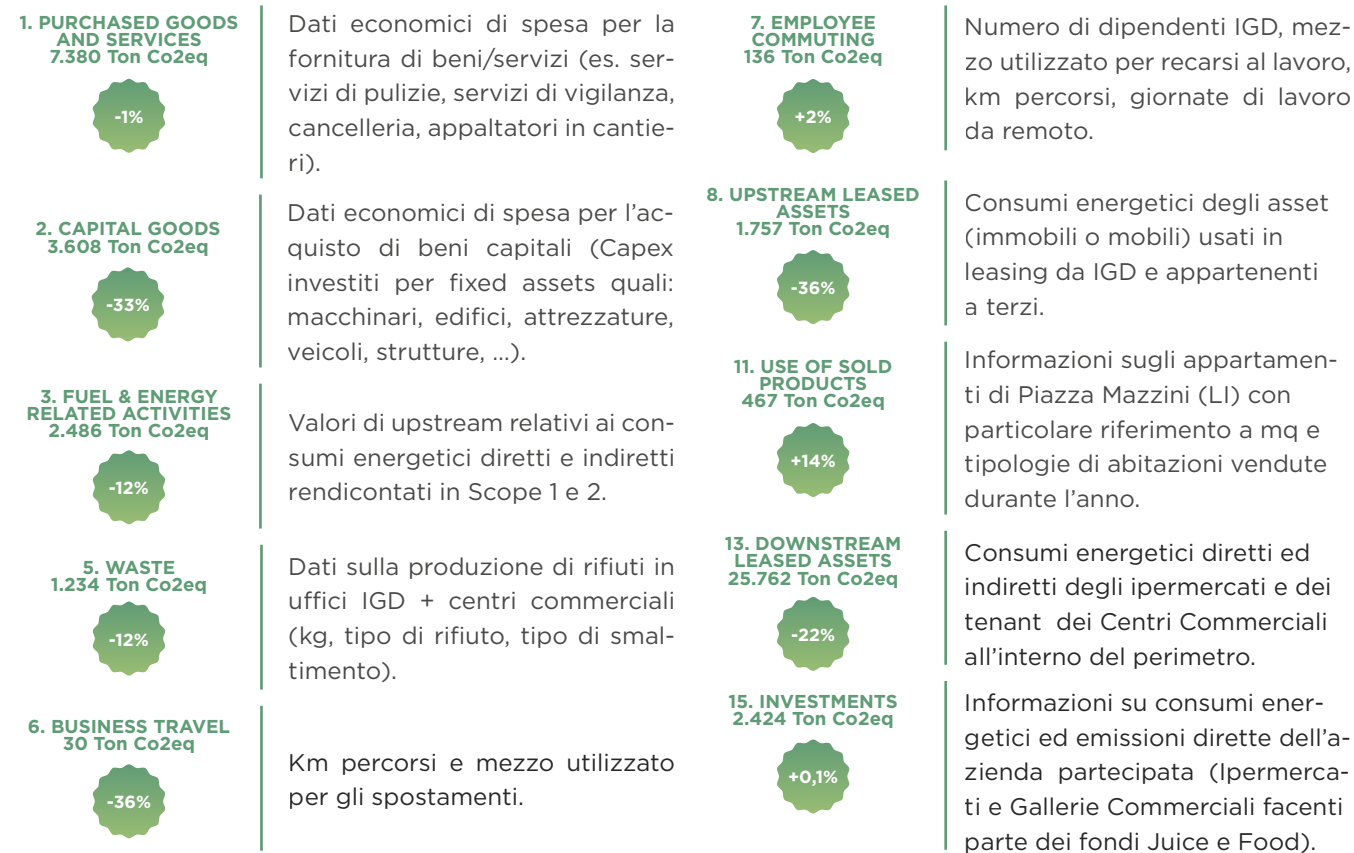 1. PURCHASED GOODS
AND SERVICES
7.380 Ton Co2eq
-1%
Dati economici di spesa per la
fornitura di beni/servizi (es. ser-
vizi di pulizie, servizi di vigilanza,
cancelleria, appaltatori in cantie-
ri).
2. CAPITAL GOODS
3.608 Ton Co2eq
-33%
Dati economici di spesa per l'ac-
quisto di beni capitali (Capex
investiti per fixed assets quali:
macchinari, edifici, attrezzature,
veicoli, strutture, ...).
3. FUEL & ENERGY
RELATED ACTIVITIES
2.486 Ton Co2eq
-12%
Valori di upstream relativi ai con-
sumi energetici diretti e indiretti
rendicontati in Scope 1 e 2.
5. WASTE
1.234 Ton Co2eq
-12%
Dati sulla produzione di rifiuti in
uffici IGD + centri commerciali
(kg, tipo di rifiuto, tipo di smal-
timento).
6. BUSINESS TRAVEL
30 Ton Co2eq
-36%
Km percorsi e mezzo utilizzato
per gli spostamenti.
7. EMPLOYEE
COMMUTING
136 Ton Co2eq
+2%
Numero di dipendenti IGD, mez-
zo utilizzato per recarsi al lavoro,
km percorsi, giornate di lavoro
da remoto.
8. UPSTREAM LEASED
ASSETS
1.757 Ton Co2eq
-36%
Consumi energetici degli asset
(immobili o mobili) usati in
leasing da IGD e appartenenti
a terzi.
11. USE OF SOLD
PRODUCTS
467 Ton Co2eq
+14%
Informazioni sugli appartamen-
ti di Piazza Mazzini (LI) con
particolare riferimento a mq e
tipologie di abitazioni vendute
durante l'anno.
13. DOWNSTREAM
LEASED ASSETS
25.762 Ton Co2eq
-22%
Consumi energetici diretti ed
indiretti degli ipermercati e dei
tenant dei Centri Commerciali
all'interno del perimetro.
15. INVESTMENTS
2.424 Ton Co2eq
+0,1%
Informazioni su consumi ener-
getici ed emissioni dirette dell'a-
zienda partecipata (Ipermerca-
ti e Gallerie Commerciali facenti
parte dei fondi Juice e Food).